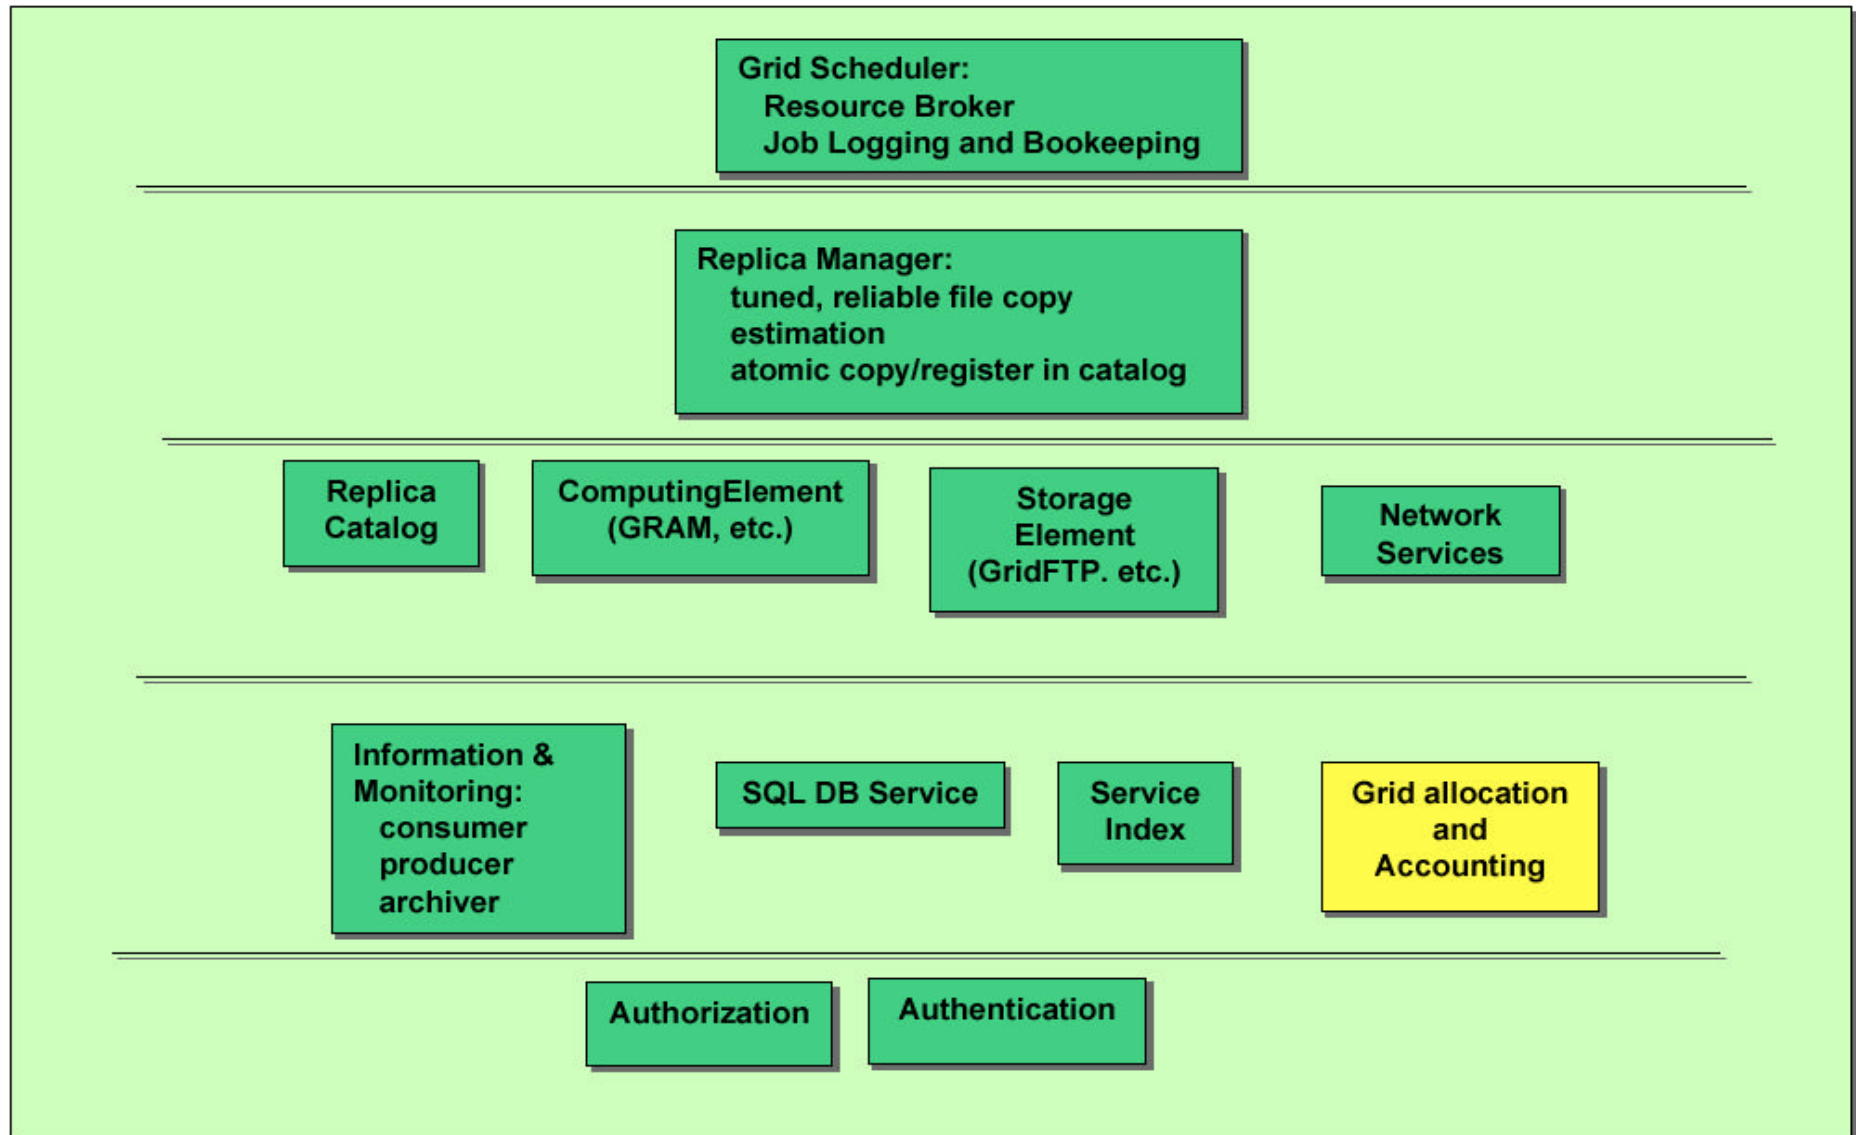 Grid Scheduler:
Resource Broker
Job Logging and Bookeeping
Replica Manager:
tuned, reliable file copy
estimation
atomic copy/register in catalog
Replica
Catalog
ComputingElement
(GRAM, etc.)
Storage
Element
(GridFTP. etc.)
Network
Services
Information &
Monitoring:
consumer
producer
archiver
SQL DB Service
Service
Index
Grid allocation
and
Accounting
Authorization
Authentication